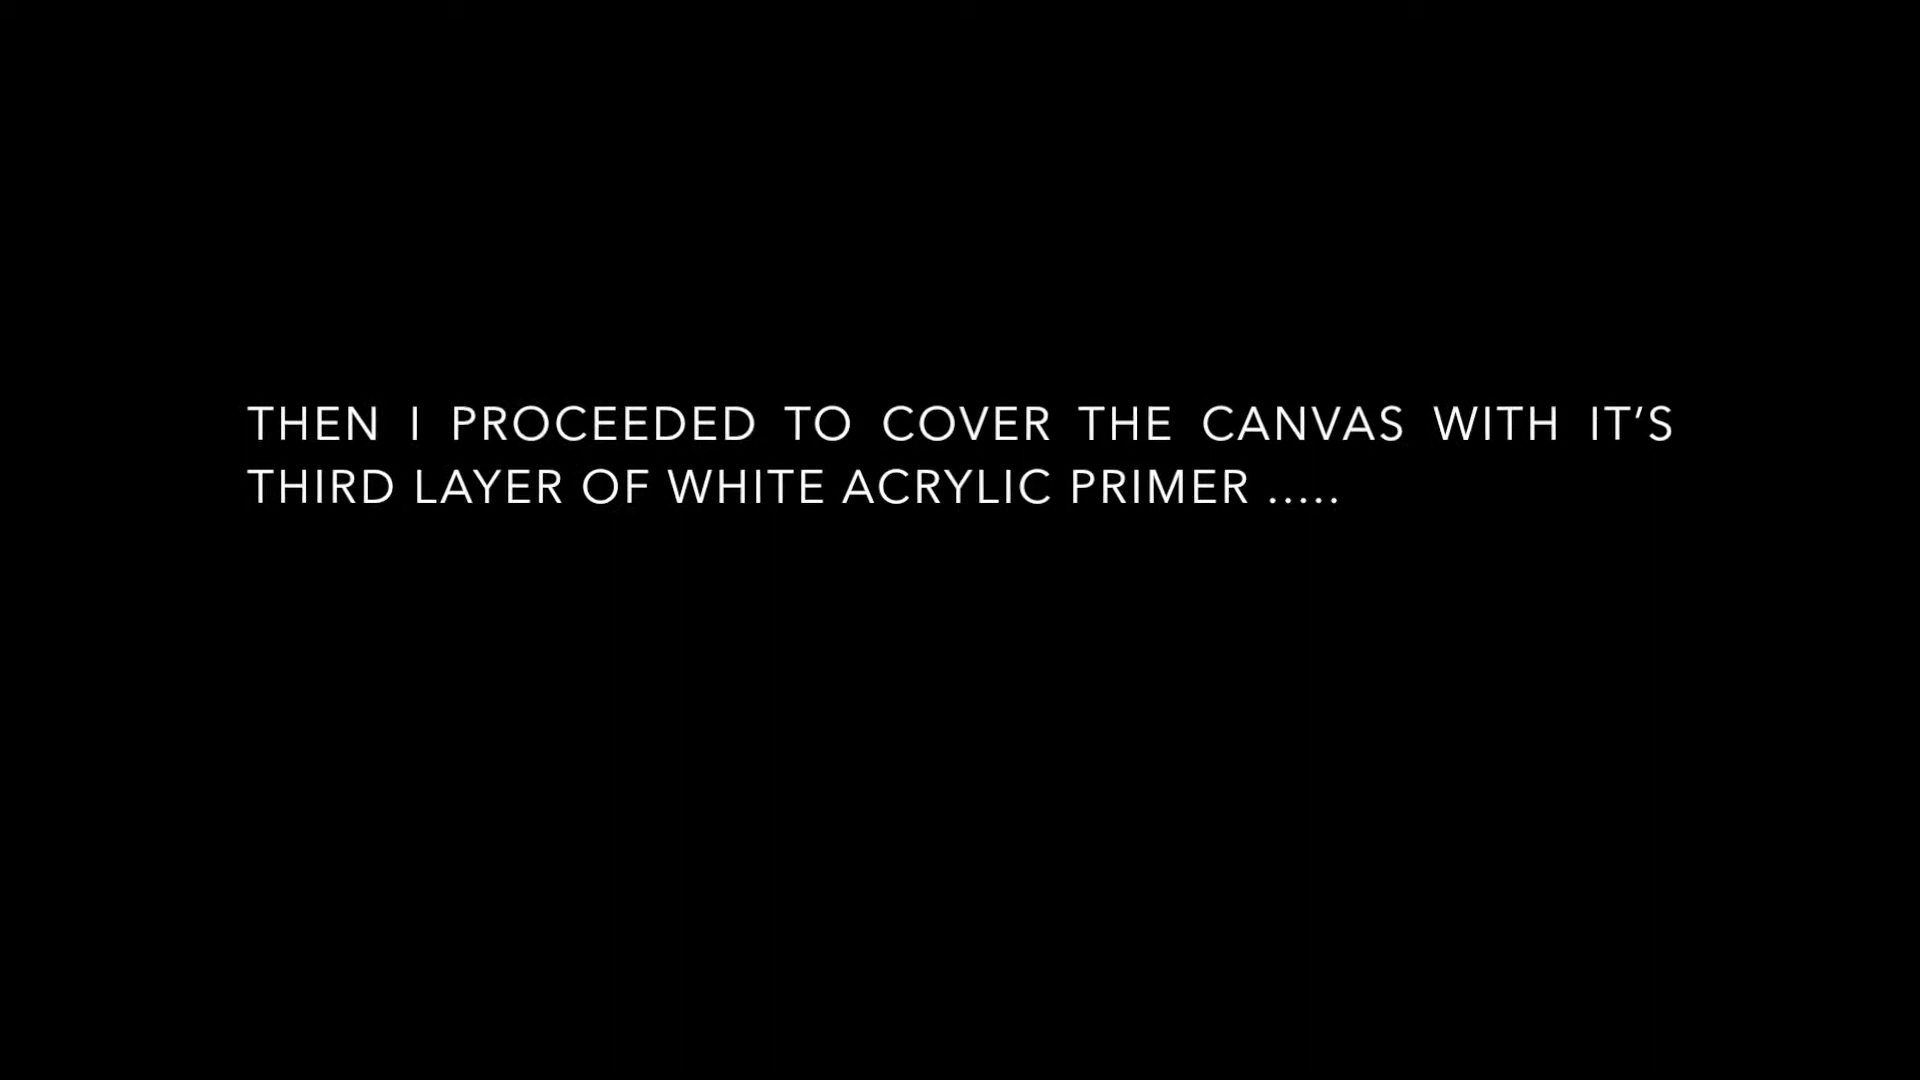 THEN I PROCEEDED TO COVER THE CANVAS WITH IT’S
THIRD LAYER OF WHITE ACRYLIC PRIMER .....